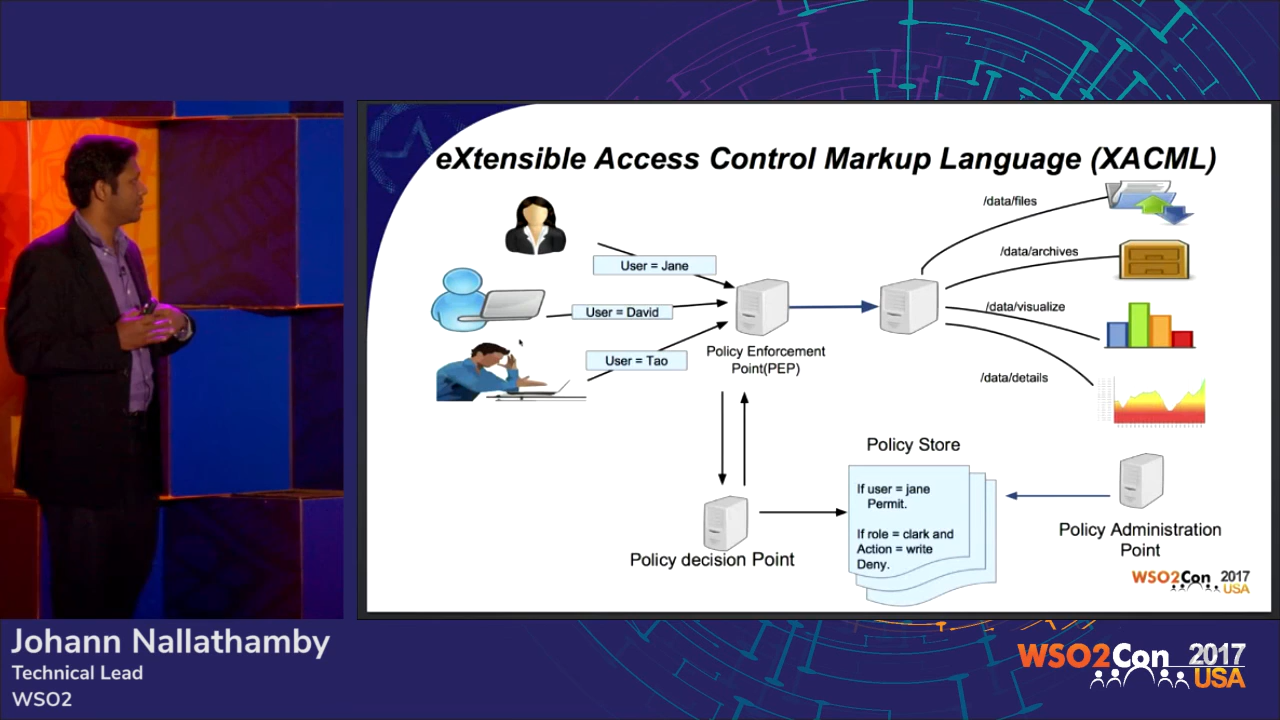 eXtensible Access Control Markup Language (XACML)
/data/files
/data/archives
User = Jane
/data/visualize
User = David
Policy Enforcement
Point(PEP)
User = Tao
/data/details
Policy Store
If user = jane
Permit.
If role = clark and
Action = write
Deny.
Policy decision Point
Policy Administration
Point
WSO2Con 2017
USA
Johann Nallathamby
Technical Lead
WSO2
WSO2Con 2017
USA